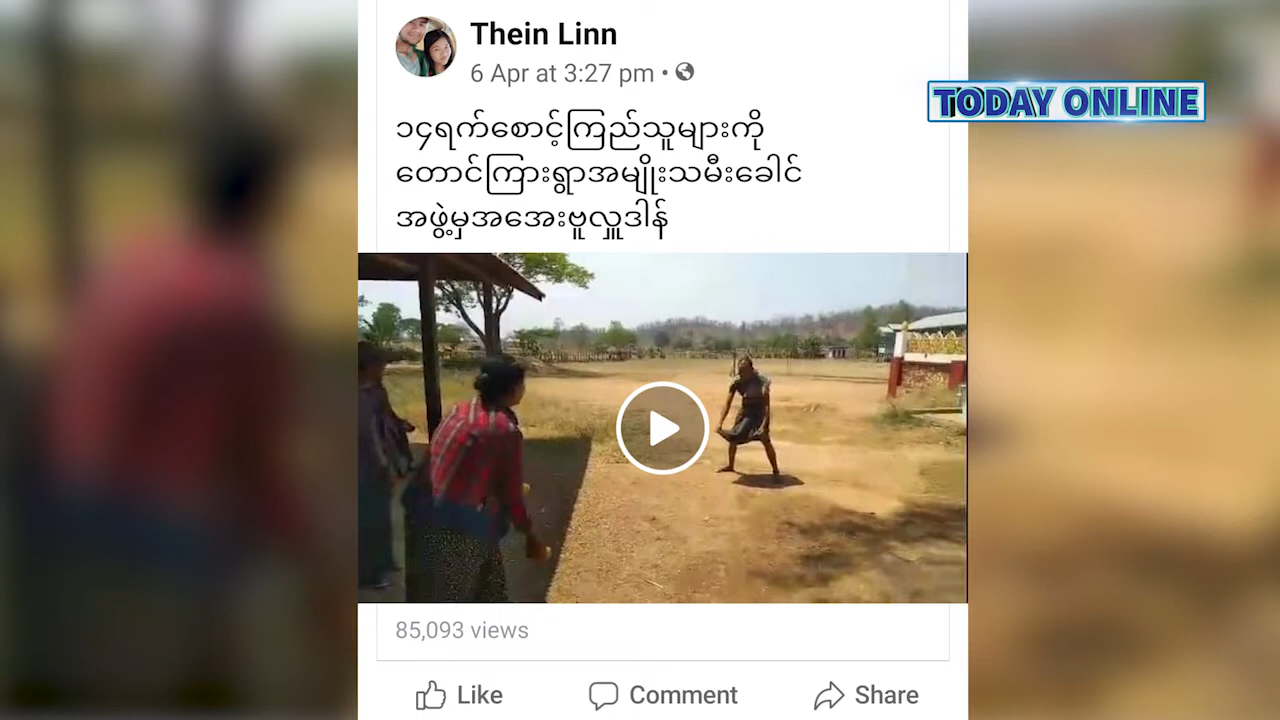 Thein Linn
6 Apr at 3:27 pm •
TODAY ONLINE
၁၄ရက်စောင့်ကြည်သူများကို
တောင်ကြားရွာအမျိုးသမီးခေါင်
အဖွဲ့မှအအေးဗူလှူဒါန်
85,093 views
Like
Comment
Share